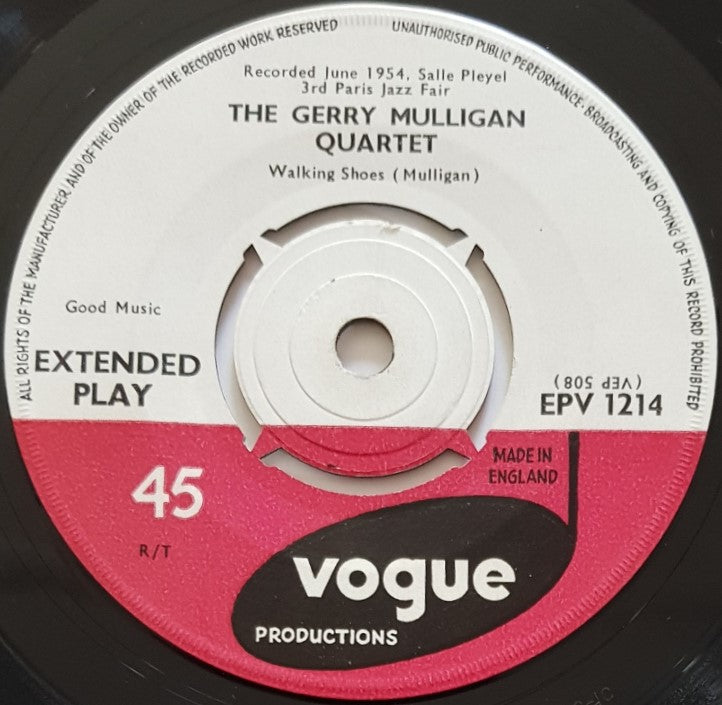 ALL RIGHTS OF THE MANUFACTURER AND OF THE OWNER OF THE RECORDED WORK RESERVED
UNAUTHORISED PUBLIC PERFORMANCE · BROADCASTING AND COPYING OF THIS RECORD PROHIBITED
Recorded June 1954, Salle Pleyel
3rd Paris Jazz Fair
THE GERRY MULLIGAN
QUARTET
Walking Shoes (Mulligan)
Good Music
EXTENDED
PLAY
(VEP 508)
EPV 1214
45
MADE IN
ENGLAND
R/T
vogue
PRODUCTIONS